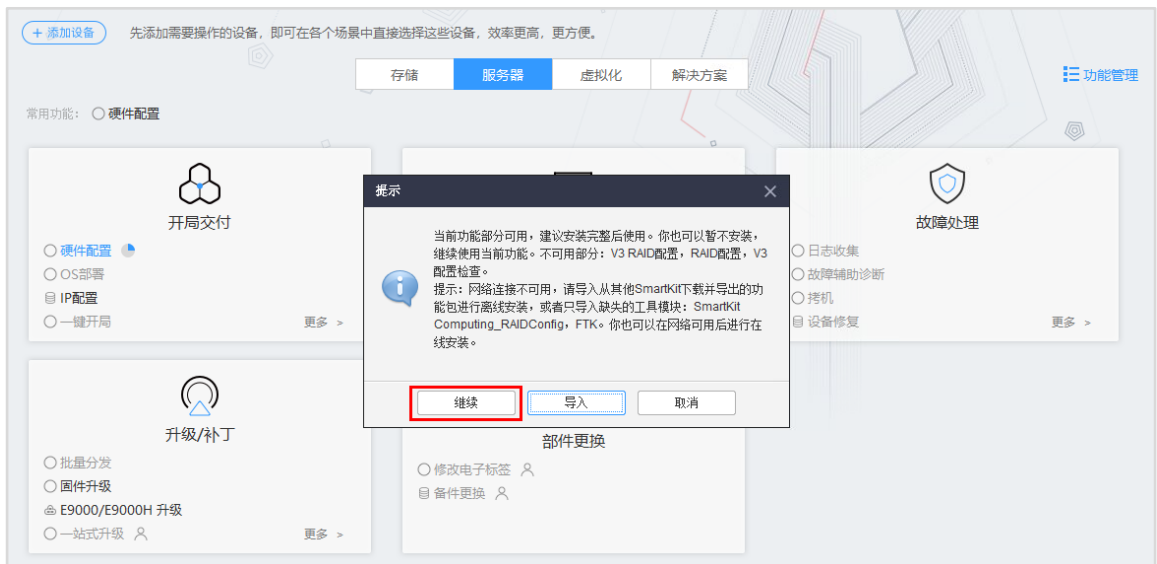 + 添加设备
先添加需要操作的设备，即可在各个场景中直接选择这些设备，效率更高，更方便。
存储
服务器
虚拟化
解决方案
功能管理
常用功能：
硬件配置
开局交付
硬件配置
OS部署
IP配置
一键开局
更多 >
提示
当前功能部分可用，建议安装完整后使用。你也可以暂不安装，
继续使用当前功能。不可用部分：V3 RAID配置，RAID配置，V3
配置检查。
提示：网络连接不可用，请导入从其他SmartKit下载并导出的功
能包进行离线安装，或者只导入缺失的工具模块：SmartKit
Computing_RAIDConfig，FTK。你也可以在网络可用后进行在
线安装。
继续
导入
取消
故障处理
日志收集
故障辅助诊断
拷机
设备修复
更多 >
升级/补丁
批量分发
固件升级
E9000/E9000H 升级
一站式升级
更多 >
部件更换
修改电子标签
备件更换